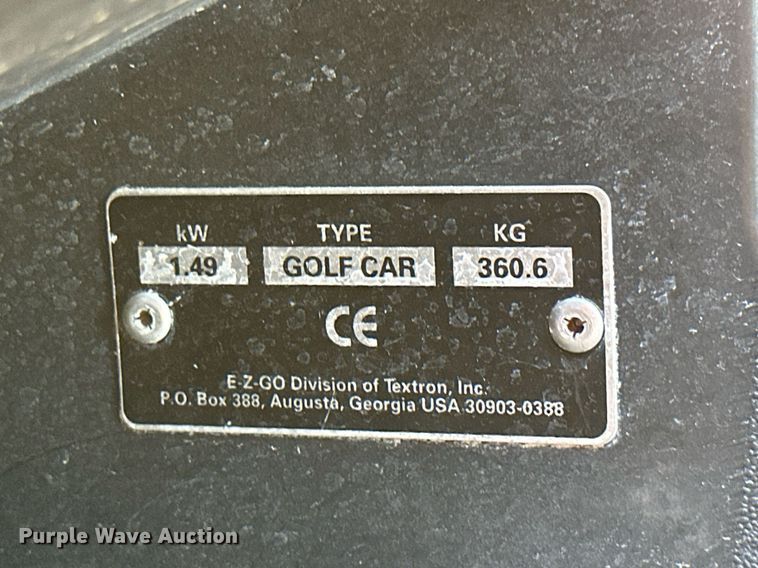 kW TYPE KG
1.49 GOLF CAR 360.6
CE
E-Z-GO Division of Textron, Inc.
P.O. Box 388, Augusta, Georgia USA 30903-0388
Purple Wave Auction